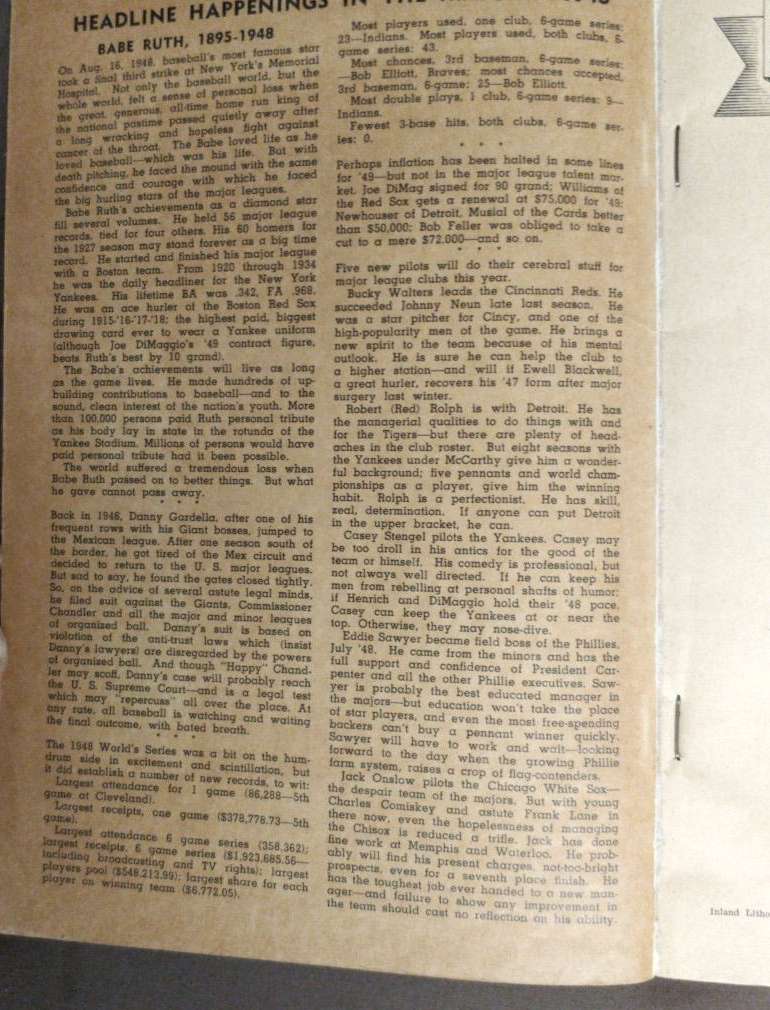 HEADLINE HAPPENINGS IN THE
BABE RUTH, 1895-1948
On Aug. 16, 1948, baseball's most famous star
took a final third strike at New York's Memorial
Hospital. Not only the baseball world, but the
whole world, felt a sense of personal loss when
the great, generous, all-time home run king of
the national pastime passed quietly away after
a long wracking and hopeless fight against
cancer of the throat. The Babe loved life as he
loved baseball—which was his life. But with
death pitching, he faced the mound with the same
confidence and courage with which he faced
the big hurling stars of the major leagues.
Babe Ruth's achievements as a diamond star
fill several volumes. He held 56 major league
records, tied for four others. His 60 homers for
the 1927 season may stand forever as a big time
record. He started and finished his major league
with a Boston team. From 1920 through 1934
he was the daily headliner for the New York
Yankees. His lifetime BA was .342, FA .968.
He was an ace hurler of the Boston Red Sox
during 1915-'16-'17-'18; the highest paid, biggest
drawing card ever to wear a Yankee uniform
(although Joe DiMaggio's '49 contract figure,
beats Ruth's best by 10 grand).
The Babe's achievements will live as long
as the game lives. He made hundreds of up-
building contributions to baseball—and to the
sound, clean interest of the nation's youth. More
than 100,000 persons paid Ruth personal tribute
as his body lay in state in the rotunda of the
Yankee Stadium. Millions of persons would have
paid personal tribute had it been possible.
The world suffered a tremendous loss when
Babe Ruth passed on to better things. But what
he gave cannot pass away.
* * *
Back in 1946, Danny Gardella, after one of his
frequent rows with his Giant bosses, jumped to
the Mexican league. After one season south of
the border, he got tired of the Mex circuit and
decided to return to the U. S. major leagues.
But sad to say, he found the gates closed tightly.
So, on the advice of several astute legal minds,
he filed suit against the Giants, Commissioner
Chandler and all the major and minor leagues
of organized ball. Danny's suit is based on
violation of the anti-trust laws which (insist
Danny's lawyers) are disregarded by the powers
of organized ball. And though "Happy" Chand-
ler may scoff, Danny's case will probably reach
the U. S. Supreme Court—and is a legal test
which may "repercuss" all over the place. At
any rate, all baseball is watching and waiting
the final outcome, with bated breath.
* * *
The 1948 World's Series was a bit on the hum-
drum side in excitement and scintillation, but
it did establish a number of new records, to wit:
Largest attendance for 1 game (86,288—5th
game at Cleveland).
Largest receipts, one game ($378,778.73—5th
game).
Largest attendance 6 game series (358,362);
largest receipts, 6 game series ($1,923,685.56—
including broadcasting and TV rights); largest
players pool ($548,213.99); largest share for each
player on winning team ($6,772.05).
Most players used, one club, 6-game series:
23—Indians. Most players used, both clubs, 6-
game series: 43.
Most chances, 3rd baseman, 6-game series:
—Bob Elliott, Braves; most chances accepted,
3rd baseman, 6-game: 25—Bob Elliott.
Most double plays, 1 club, 6-game series: 9—
Indians.
Fewest 3-base hits, both clubs, 6-game ser-
ies: 0.
* * *
Perhaps inflation has been halted in some lines
for '49—but not in the major league talent mar-
ket. Joe DiMag signed for 90 grand; Williams of
the Red Sox gets a renewal at $75,000 for '49;
Newhouser of Detroit, Musial of the Cards better
than $50,000; Bob Feller was obliged to take a
cut to a mere $72,000—and so on.
* * *
Five new pilots will do their cerebral stuff for
major league clubs this year.
Bucky Walters leads the Cincinnati Reds. He
succeeded Johnny Neun late last season. He
was a star pitcher for Cincy, and one of the
high-popularity men of the game. He brings a
new spirit to the team because of his mental
outlook. He is sure he can help the club to
a higher station—and will if Ewell Blackwell,
a great hurler, recovers his '47 form after major
surgery last winter.
Robert (Red) Rolph is with Detroit. He has
the managerial qualities to do things with and
for the Tigers—but there are plenty of head-
aches in the club roster. But eight seasons with
the Yankees under McCarthy give him a wonder-
ful background; five pennants and world cham-
pionships as a player, give him the winning
habit. Rolph is a perfectionist. He has skill,
zeal, determination. If anyone can put Detroit
in the upper bracket, he can.
Casey Stengel pilots the Yankees. Casey may
be too droll in his antics for the good of the
team or himself. His comedy is professional, but
not always well directed. If he can keep his
men from rebelling at personal shafts of humor;
if Henrich and DiMaggio hold their '48 pace,
Casey can keep the Yankees at or near the
top. Otherwise, they may nose-dive.
Eddie Sawyer became field boss of the Phillies,
July '48. He came from the minors and has the
full support and confidence of President Car-
penter and all the other Phillie executives. Saw-
yer is probably the best educated manager in
the majors—but education won't take the place
of star players, and even the most free-spending
backers can't buy a pennant winner quickly.
Sawyer will have to work and wait—looking
forward to the day when the growing Phillie
farm system, raises a crop of flag-contenders.
Jack Onslow pilots the Chicago White Sox—
the despair team of the majors. But with young
Charles Comiskey and astute Frank Lane in
there now, even the hopelessness of managing
the Chisox is reduced a trifle. Jack has done
fine work at Memphis and Waterloo. He prob-
ably will find his present charges, not-too-bright
prospects, even for a seventh place finish. He
has the toughest job ever handed to a new man-
ager—and failure to show any improvement in
the team should cast no reflection on his ability.
Inland Litho